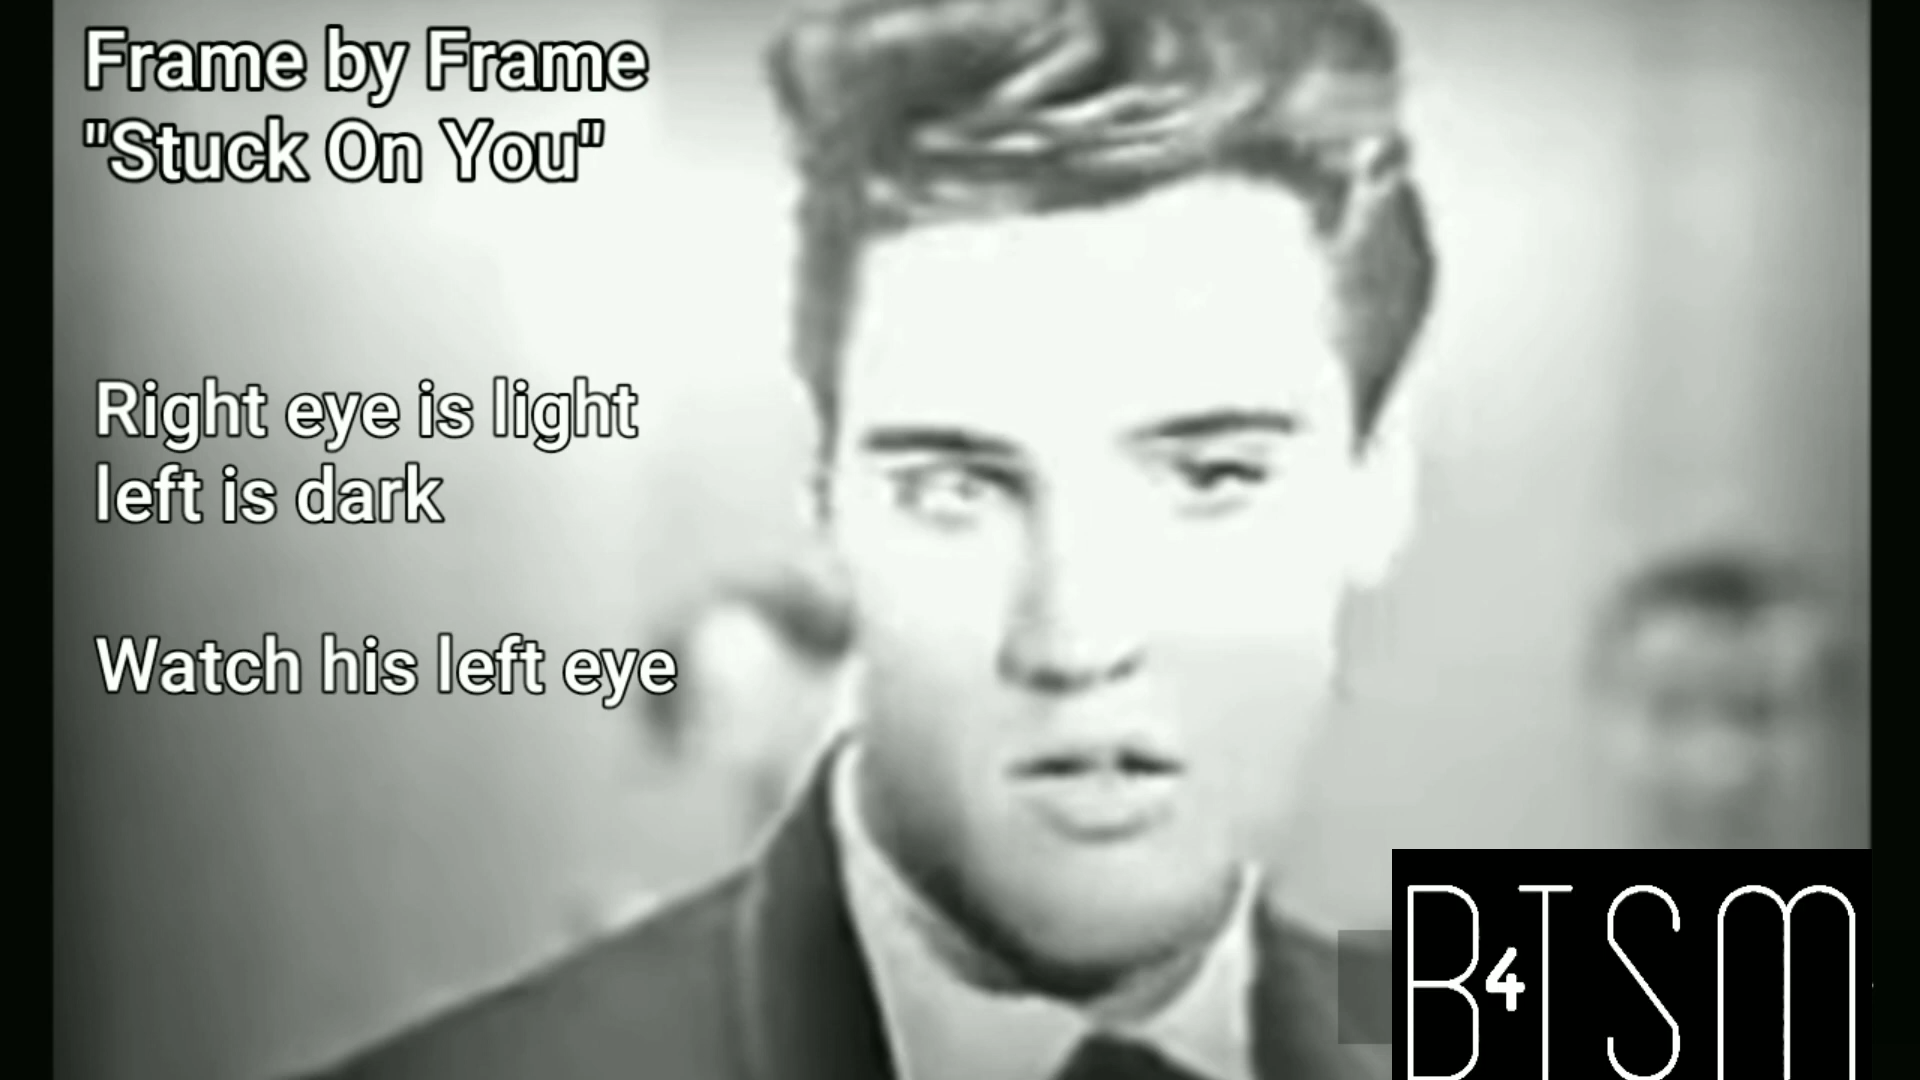 Frame by Frame
"Stuck On You"
Right eye is light
left is dark
Watch his left eye
B4TSM